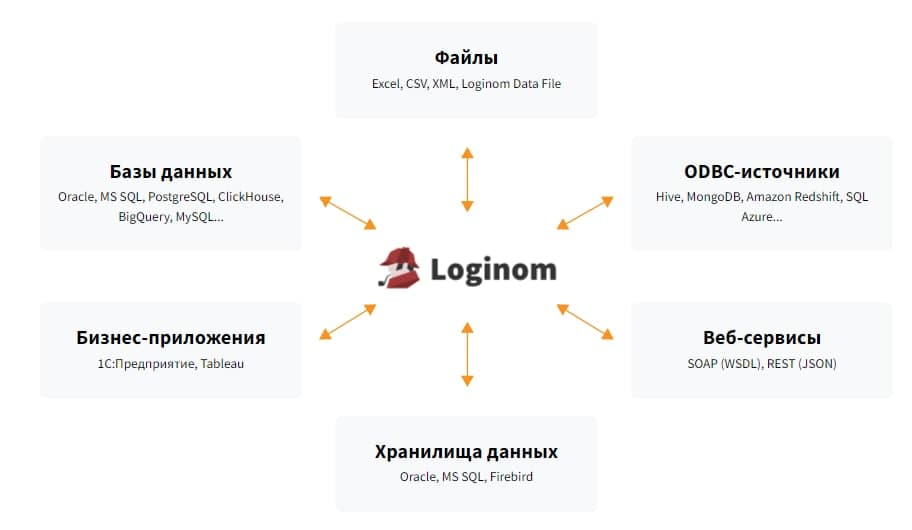 Файлы
Excel, CSV, XML, Loginom Data File
Базы данных
Oracle, MS SQL, PostgreSQL, ClickHouse,
BigQuery, MySQL...
ODBC-источники
Hive, MongoDB, Amazon Redshift, SQL
Azure...
Loginom
Бизнес-приложения
1С:Предприятие, Tableau
Веб-сервисы
SOAP (WSDL), REST (JSON)
Хранилища данных
Oracle, MS SQL, Firebird